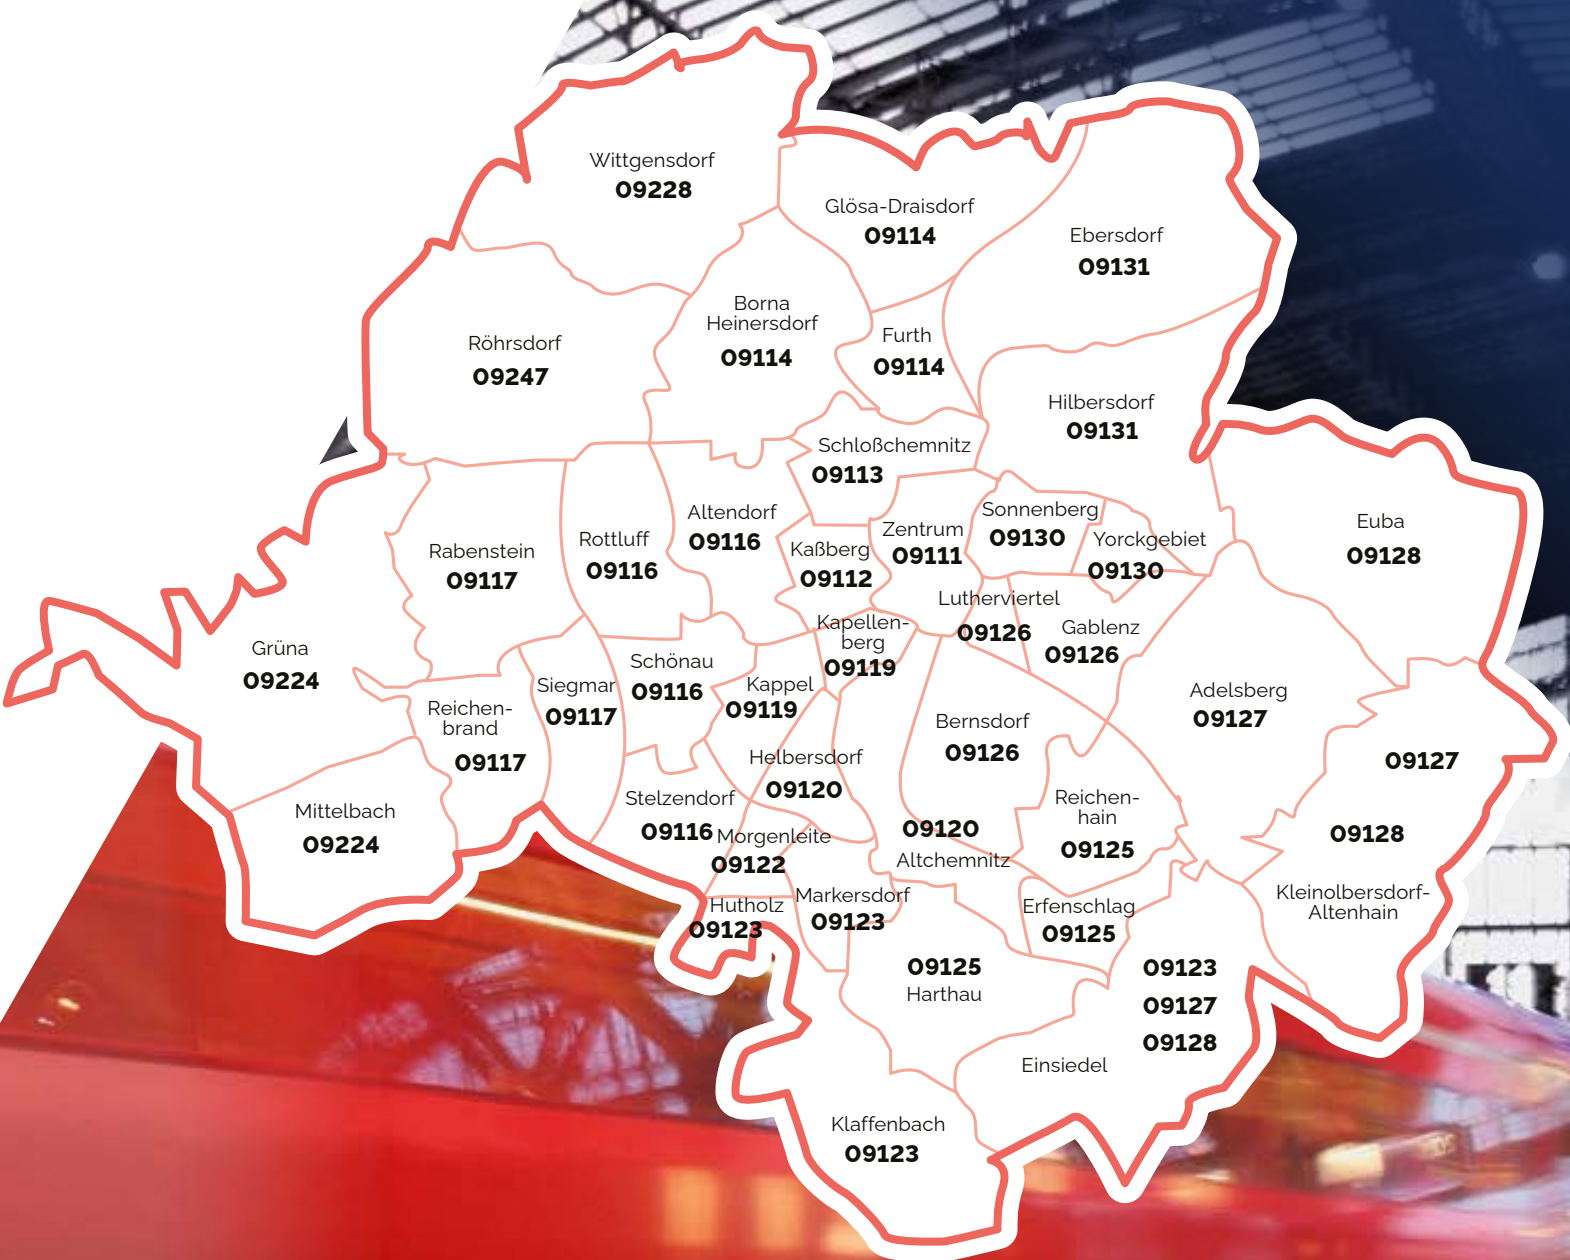 Wittgensdorf
09228
Glösa-Draisdorf
09114
Ebersdorf
09131
Borna
Heinersdorf
09114
Furth
09114
Röhrsdorf
09247
Hilbersdorf
09131
Schloßchemnitz
09113
Altendorf
09116
Zentrum
09111
Sonnenberg
09130
Yorckgebiet
09130
Euba
09128
Rabenstein
09117
Rottluff
09116
Kaßberg
09112
Lutherviertel
09126
Gablenz
09126
Kapellen-
berg
09119
Grüna
09224
Schönau
09116
Siegmar
09117
Kappel
09119
Adelsberg
09127
Reichen-
brand
09117
Bernsdorf
09126
Helbersdorf
09120
09127
Mittelbach
09224
Stelzendorf
09116
Morgenleite
09122
09120
Altchemnitz
Reichen-
hain
09125
09128
Kleinolbersdorf-
Altenhain
Hutholz
09123
Markersdorf
09123
Erfenschlag
09125
09125
Harthau
09123
09127
09128
Einsiedel
Klaffenbach
09123